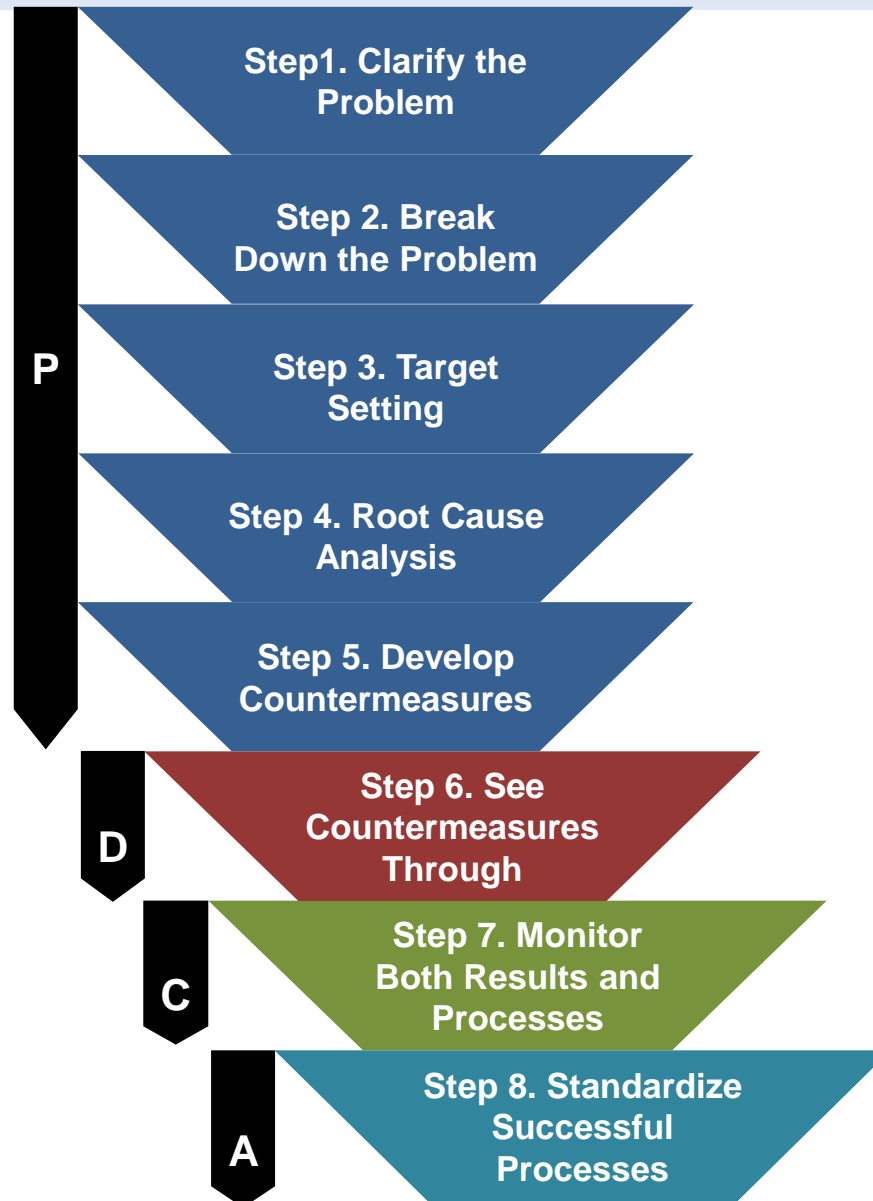 Step1. Clarify the
Problem
Step 2. Break
Down the Problem
P
Step 3. Target
Setting
Step 4. Root Cause
Analysis
Step 5. Develop
Countermeasures
D
Step 6. See
Countermeasures
Through
C
Step 7. Monitor
Both Results and
Processes
A
Step 8. Standardize
Successful
Processes